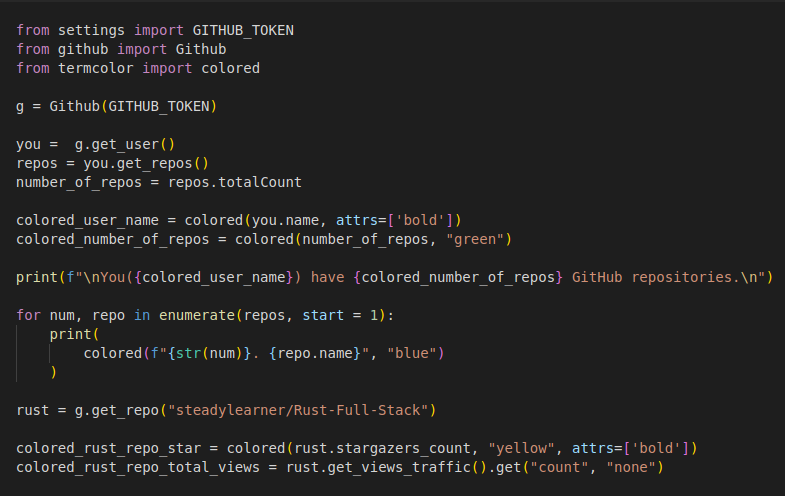 from settings import GITHUB_TOKEN
from github import Github
from termcolor import colored

g = Github(GITHUB_TOKEN)

you =  g.get_user()
repos = you.get_repos()
number_of_repos = repos.totalCount

colored_user_name = colored(you.name, attrs=['bold'])
colored_number_of_repos = colored(number_of_repos, "green")

print(f"\nYou({colored_user_name}) have {colored_number_of_repos} GitHub repositories.\n")

for num, repo in enumerate(repos, start = 1):
    print(
        colored(f"{str(num)}. {repo.name}", "blue")
    )

rust = g.get_repo("steadylearner/Rust-Full-Stack")

colored_rust_repo_star = colored(rust.stargazers_count, "yellow", attrs=['bold'])
colored_rust_repo_total_views = rust.get_views_traffic().get("count", "none")